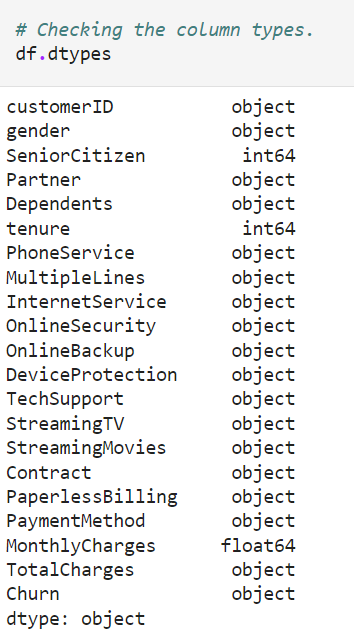 # Checking the column types.
df.dtypes
customerID object
gender object
SeniorCitizen int64
Partner object
Dependents object
tenure int64
PhoneService object
MultipleLines object
InternetService object
OnlineSecurity object
OnlineBackup object
DeviceProtection object
TechSupport object
StreamingTV object
StreamingMovies object
Contract object
PaperlessBilling object
PaymentMethod object
MonthlyCharges float64
TotalCharges object
Churn object
dtype: object